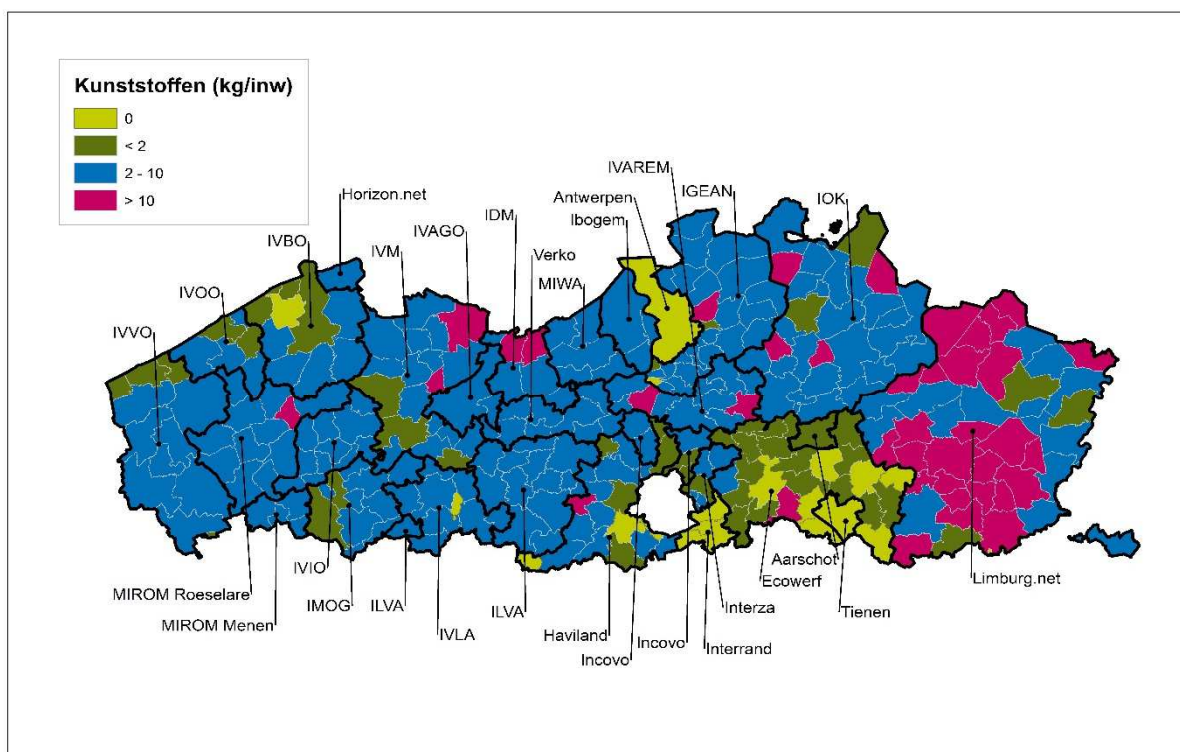 Kunststoffen (kg/inw)
0
< 2
2 - 10
> 10
IVAREM
Horizon.net
Antwerpen
IGEAN
IDM
Ibogem
IOK
IVAGO
IVBO
IVM
Verko
MIWA
IVOO
IVVO
MIROM Roeselare
IVIO
Aarschot
Ecowerf
Limburg.net
MIROM Menen
IMOG
ILVA
ILVA
Interza
Tienen
IVLA
Haviland
Incovo
Interrand
Incovo